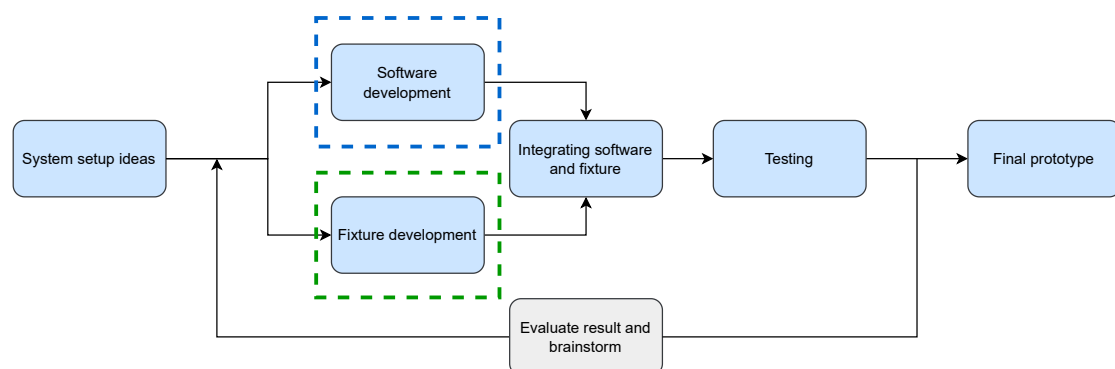 Software
development
System setup ideas
Integrating software
and fixture
Testing
Final prototype
Fixture development
Evaluate result and
brainstorm